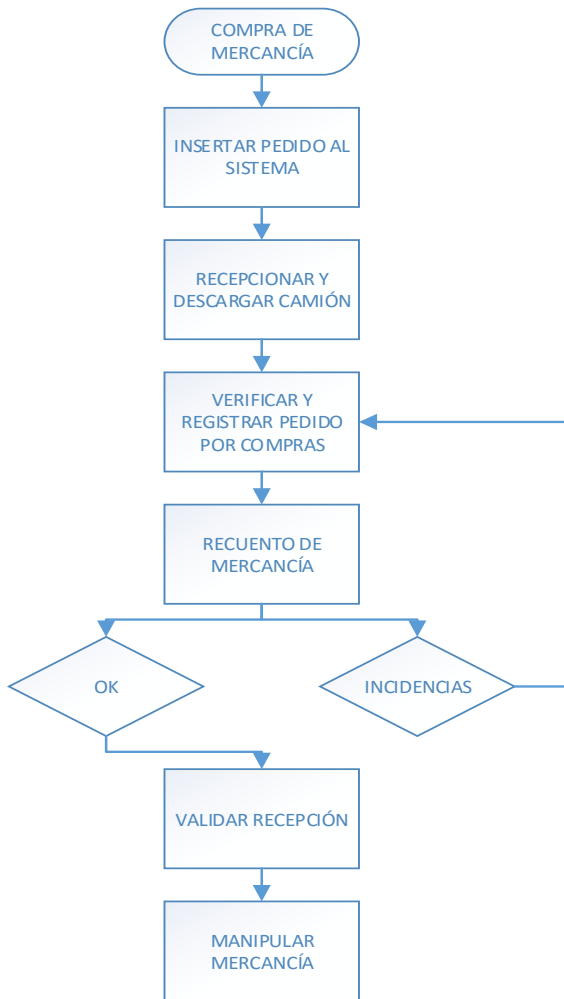 COMPRA DE
MERCANCÍA
INSERTAR PEDIDO AL
SISTEMA
RECEPCIONAR Y
DESCARGAR CAMIÓN
VERIFICAR Y
REGISTRAR PEDIDO
POR COMPRAS
RECUENTO DE
MERCANCÍA
OK
INCIDENCIAS
VALIDAR RECEPCIÓN
MANIPULAR
MERCANCÍA